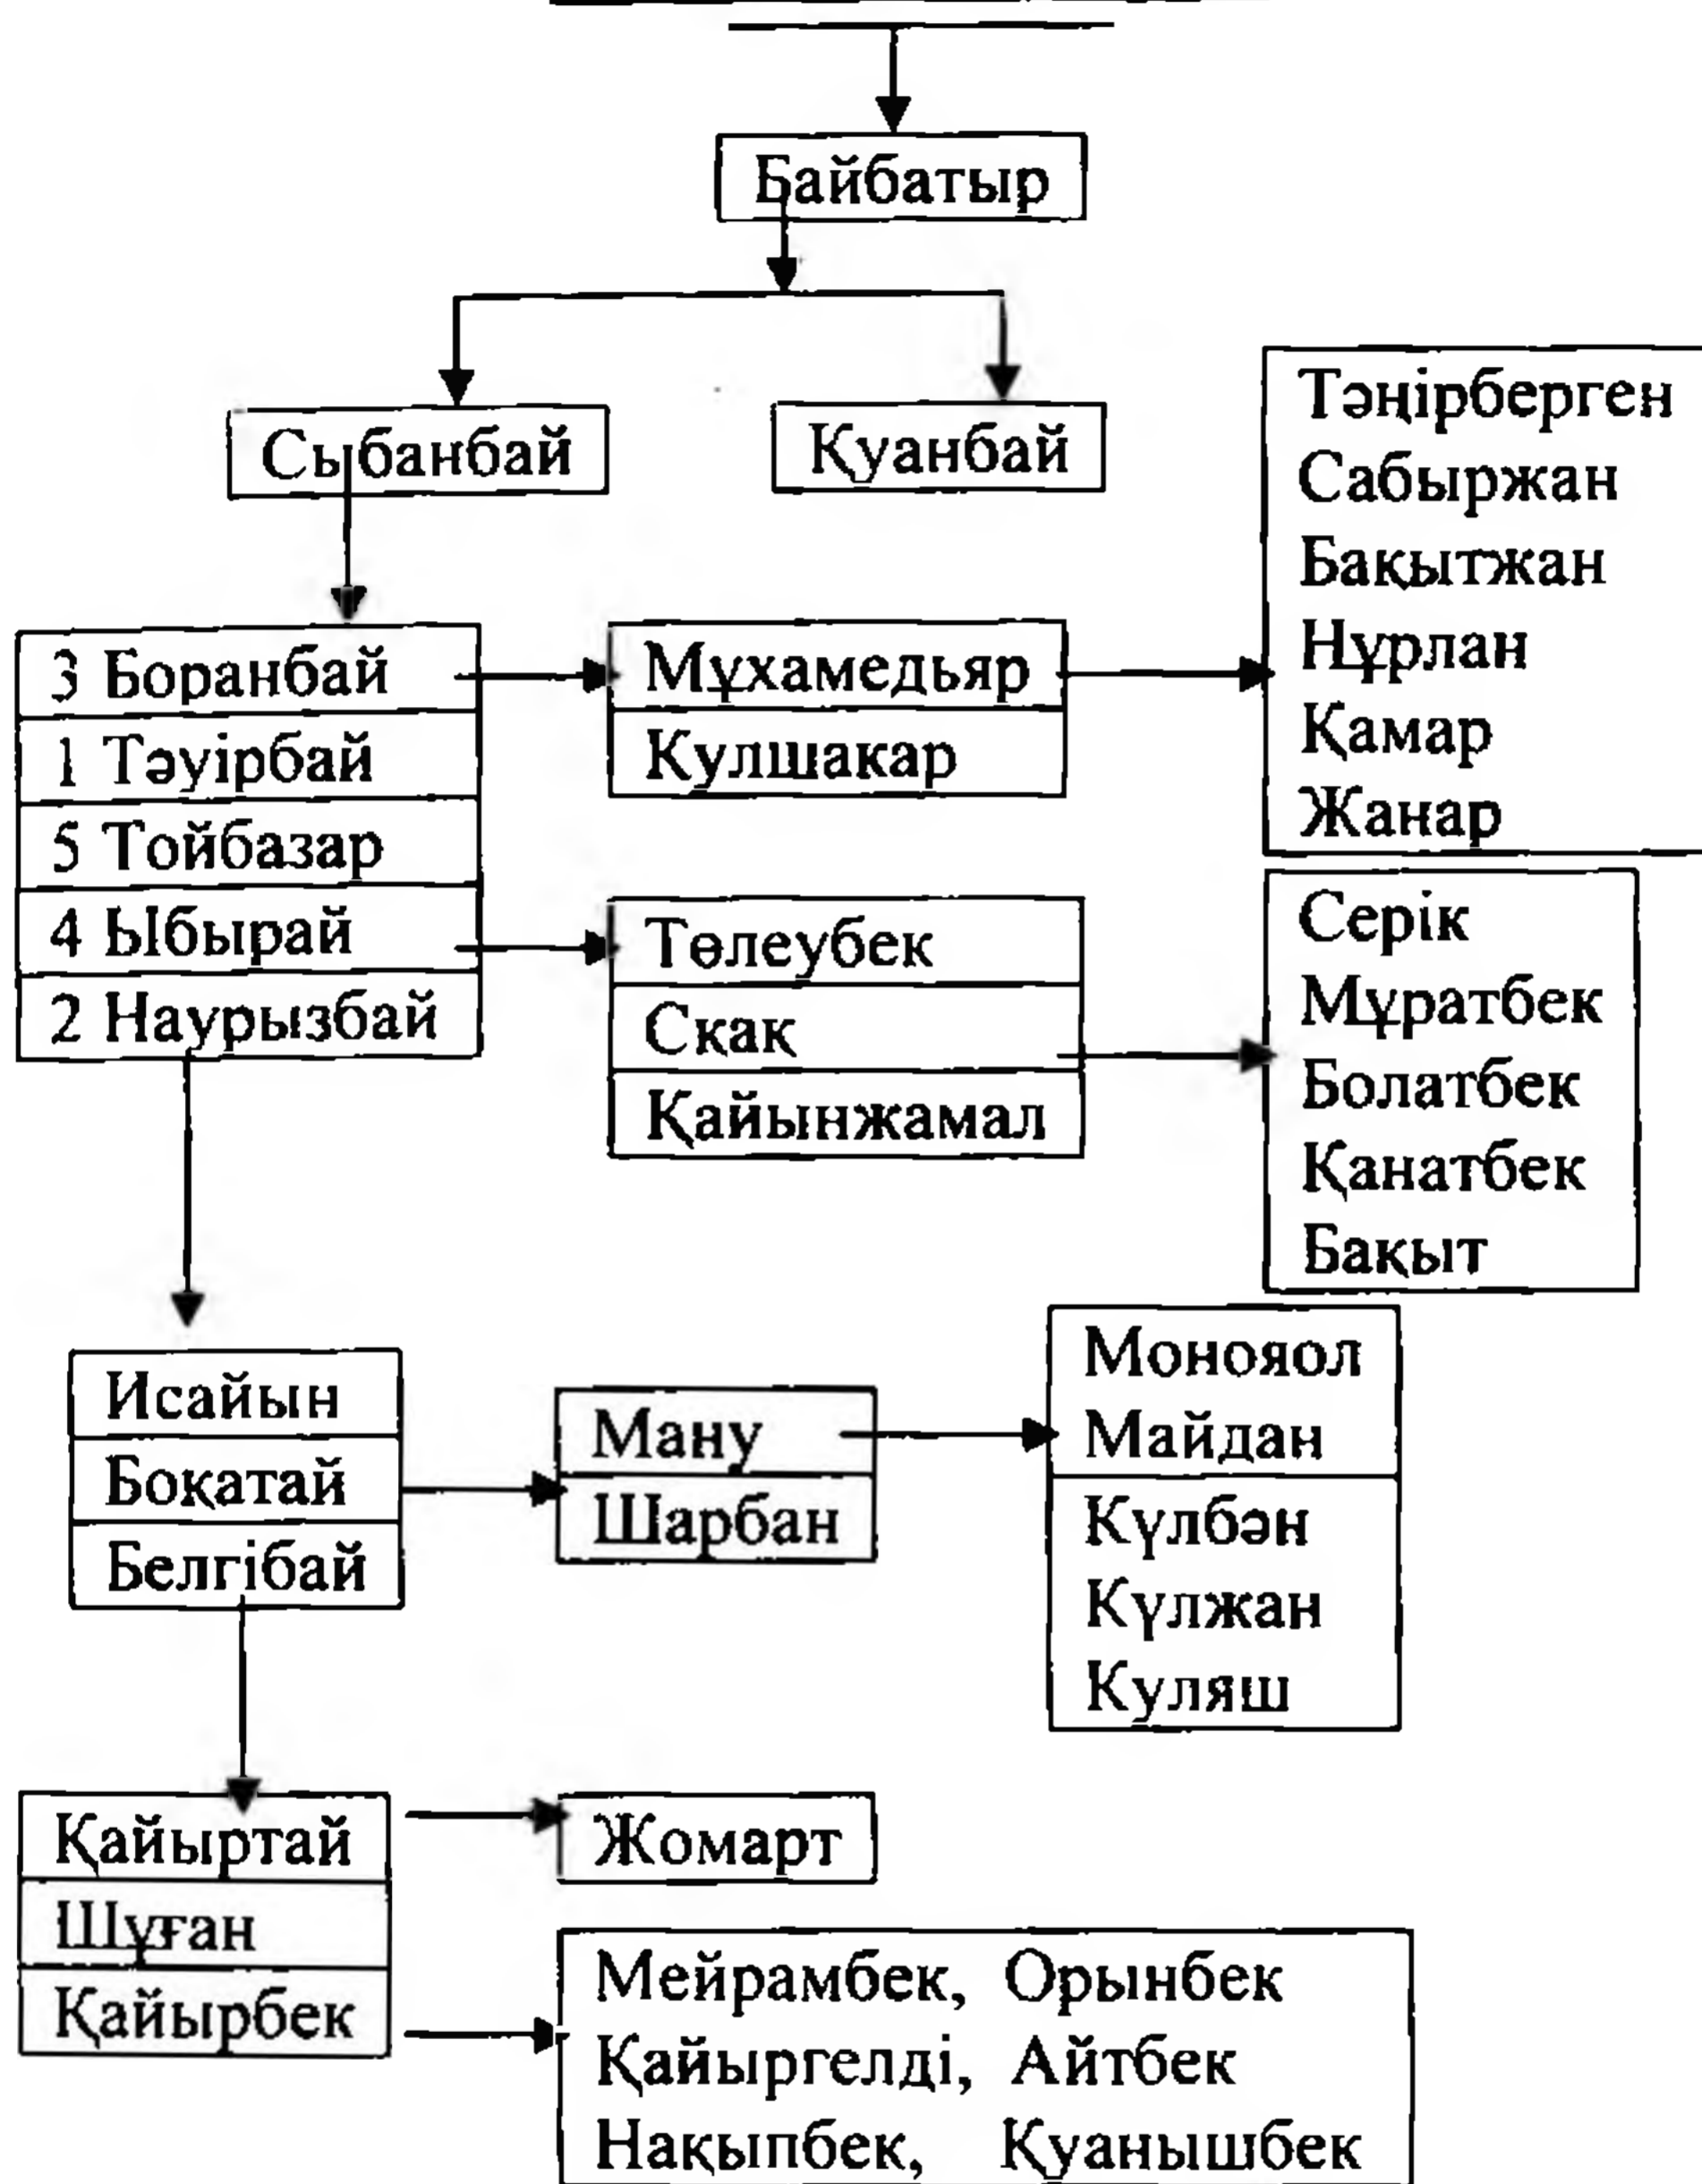 Байбатыр
Сыбанбай
Қуанбай
3 Боранбай
1 Тәуірбай
5 Тойбазар
4 Ыбырай
2 Наурызбай
Мұхамедьяр
Кулшакар
Тәңірберген
Сабыржан
Бақытжан
Нұрлан
Қамар
Жанар
Төлеубек
Сқақ
Қайынжамал
Серік
Мұратбек
Болатбек
Қанатбек
Бақыт
Исайын
Боқатай
Белгібай
Ману
Шарбан
Монояол
Майдан
Күлбән
Күлжан
Куляш
Қайыртай
Шұған
Қайырбек
Жомарт
Мейрамбек, Орынбек
Қайыргелді, Айтбек
Нақыпбек, Қуанышбек